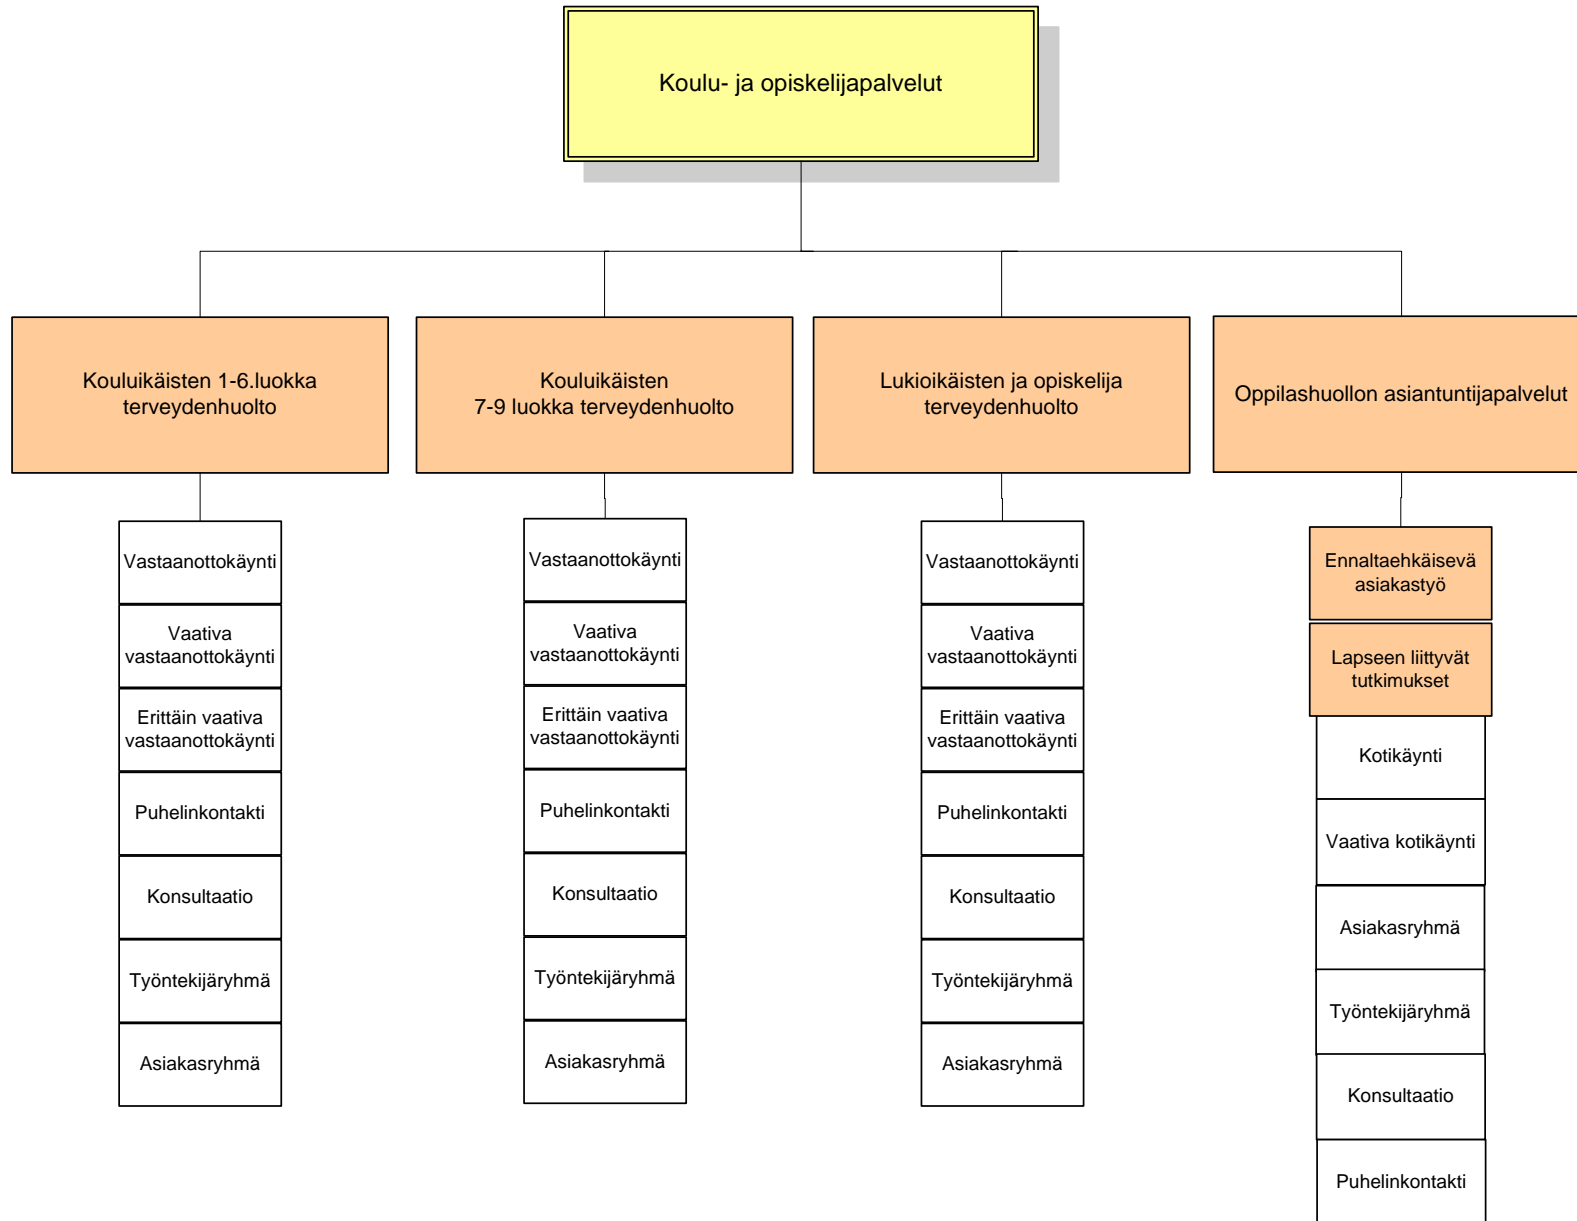 Koulu- ja opiskelijapalvelut
Kouluikäisten 1-6.luokka
terveydenhuolto
Kouluikäisten
7-9 luokka terveydenhuolto
Lukioikäisten ja opiskelija
terveydenhuolto
Oppilashuollon asiantuntijapalvelut
Vastaanottokäynti
Vaativa
vastaanottokäynti
Erittäin vaativa
vastaanottokäynti
Puhelinkontakti
Konsultaatio
Työntekijäryhmä
Asiakasryhmä
Vastaanottokäynti
Vaativa
vastaanottokäynti
Erittäin vaativa
vastaanottokäynti
Puhelinkontakti
Konsultaatio
Työntekijäryhmä
Asiakasryhmä
Vastaanottokäynti
Vaativa
vastaanottokäynti
Erittäin vaativa
vastaanottokäynti
Puhelinkontakti
Konsultaatio
Työntekijäryhmä
Asiakasryhmä
Ennaltaehkäisevä
asiakastyö
Lapseen liittyvät
tutkimukset
Kotikäynti
Vaativa kotikäynti
Asiakasryhmä
Työntekijäryhmä
Konsultaatio
Puhelinkontakti